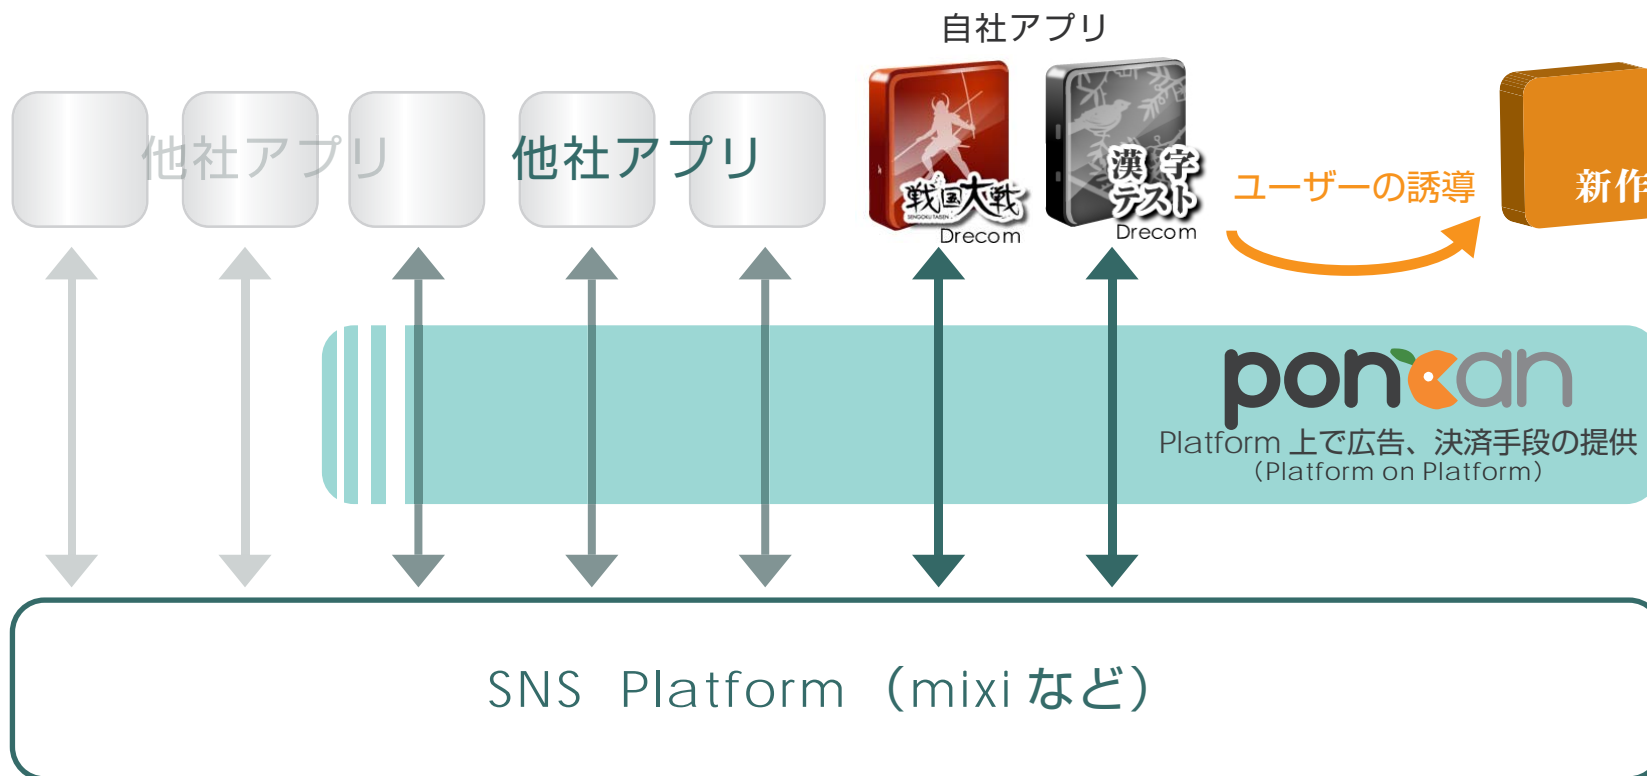 自社アプリ
他社アプリ
他社アプリ
戦国大戦
SENGOKU TAISEN
Drecom
漢字
テスト
Drecom
ユーザーの誘導
新作
poncan
Platform 上で広告、決済手段の提供
（Platform on Platform）
SNS Platform （mixi など）